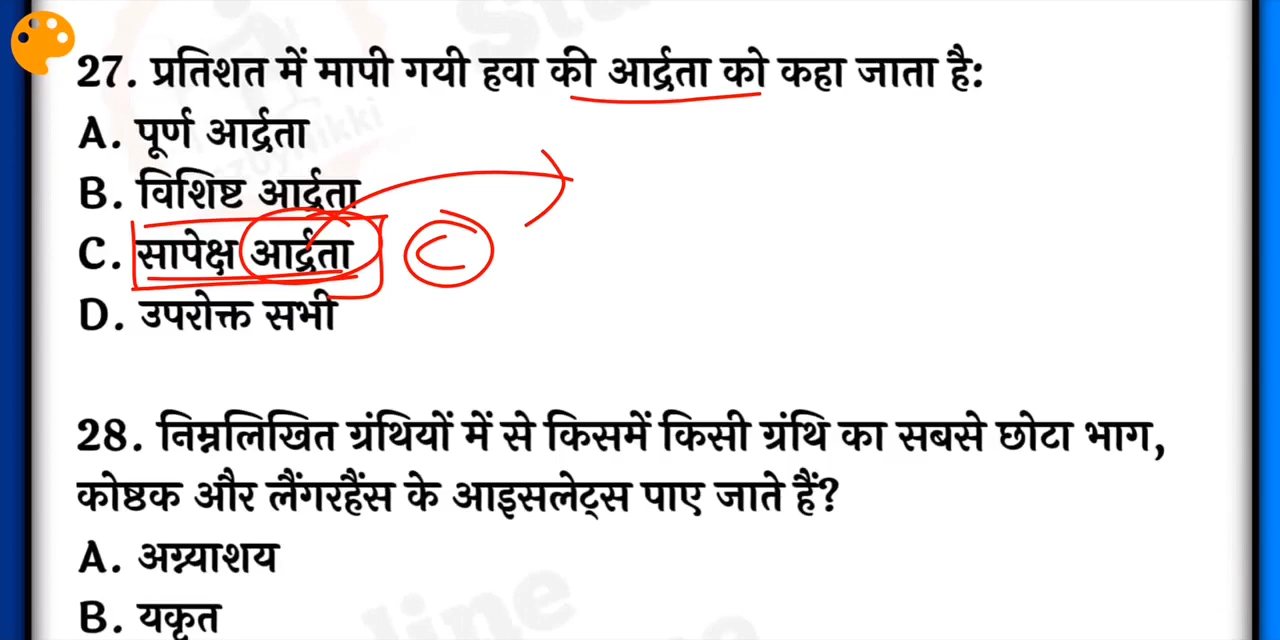 27. प्रतिशत में मापी गयी हवा की आर्द्रता को कहा जाता है:
A. पूर्ण आर्द्रता
B. विशिष्ट आर्द्रता
C. सापेक्ष आर्द्रता C
D. उपरोक्त सभी
28. निम्नलिखित ग्रंथियों में से किसमें किसी ग्रंथि का सबसे छोटा भाग,
कोष्ठक और लैंगरहैंस के आइसलेट्स पाए जाते हैं?
A. अग्न्याशय
B. यकृत